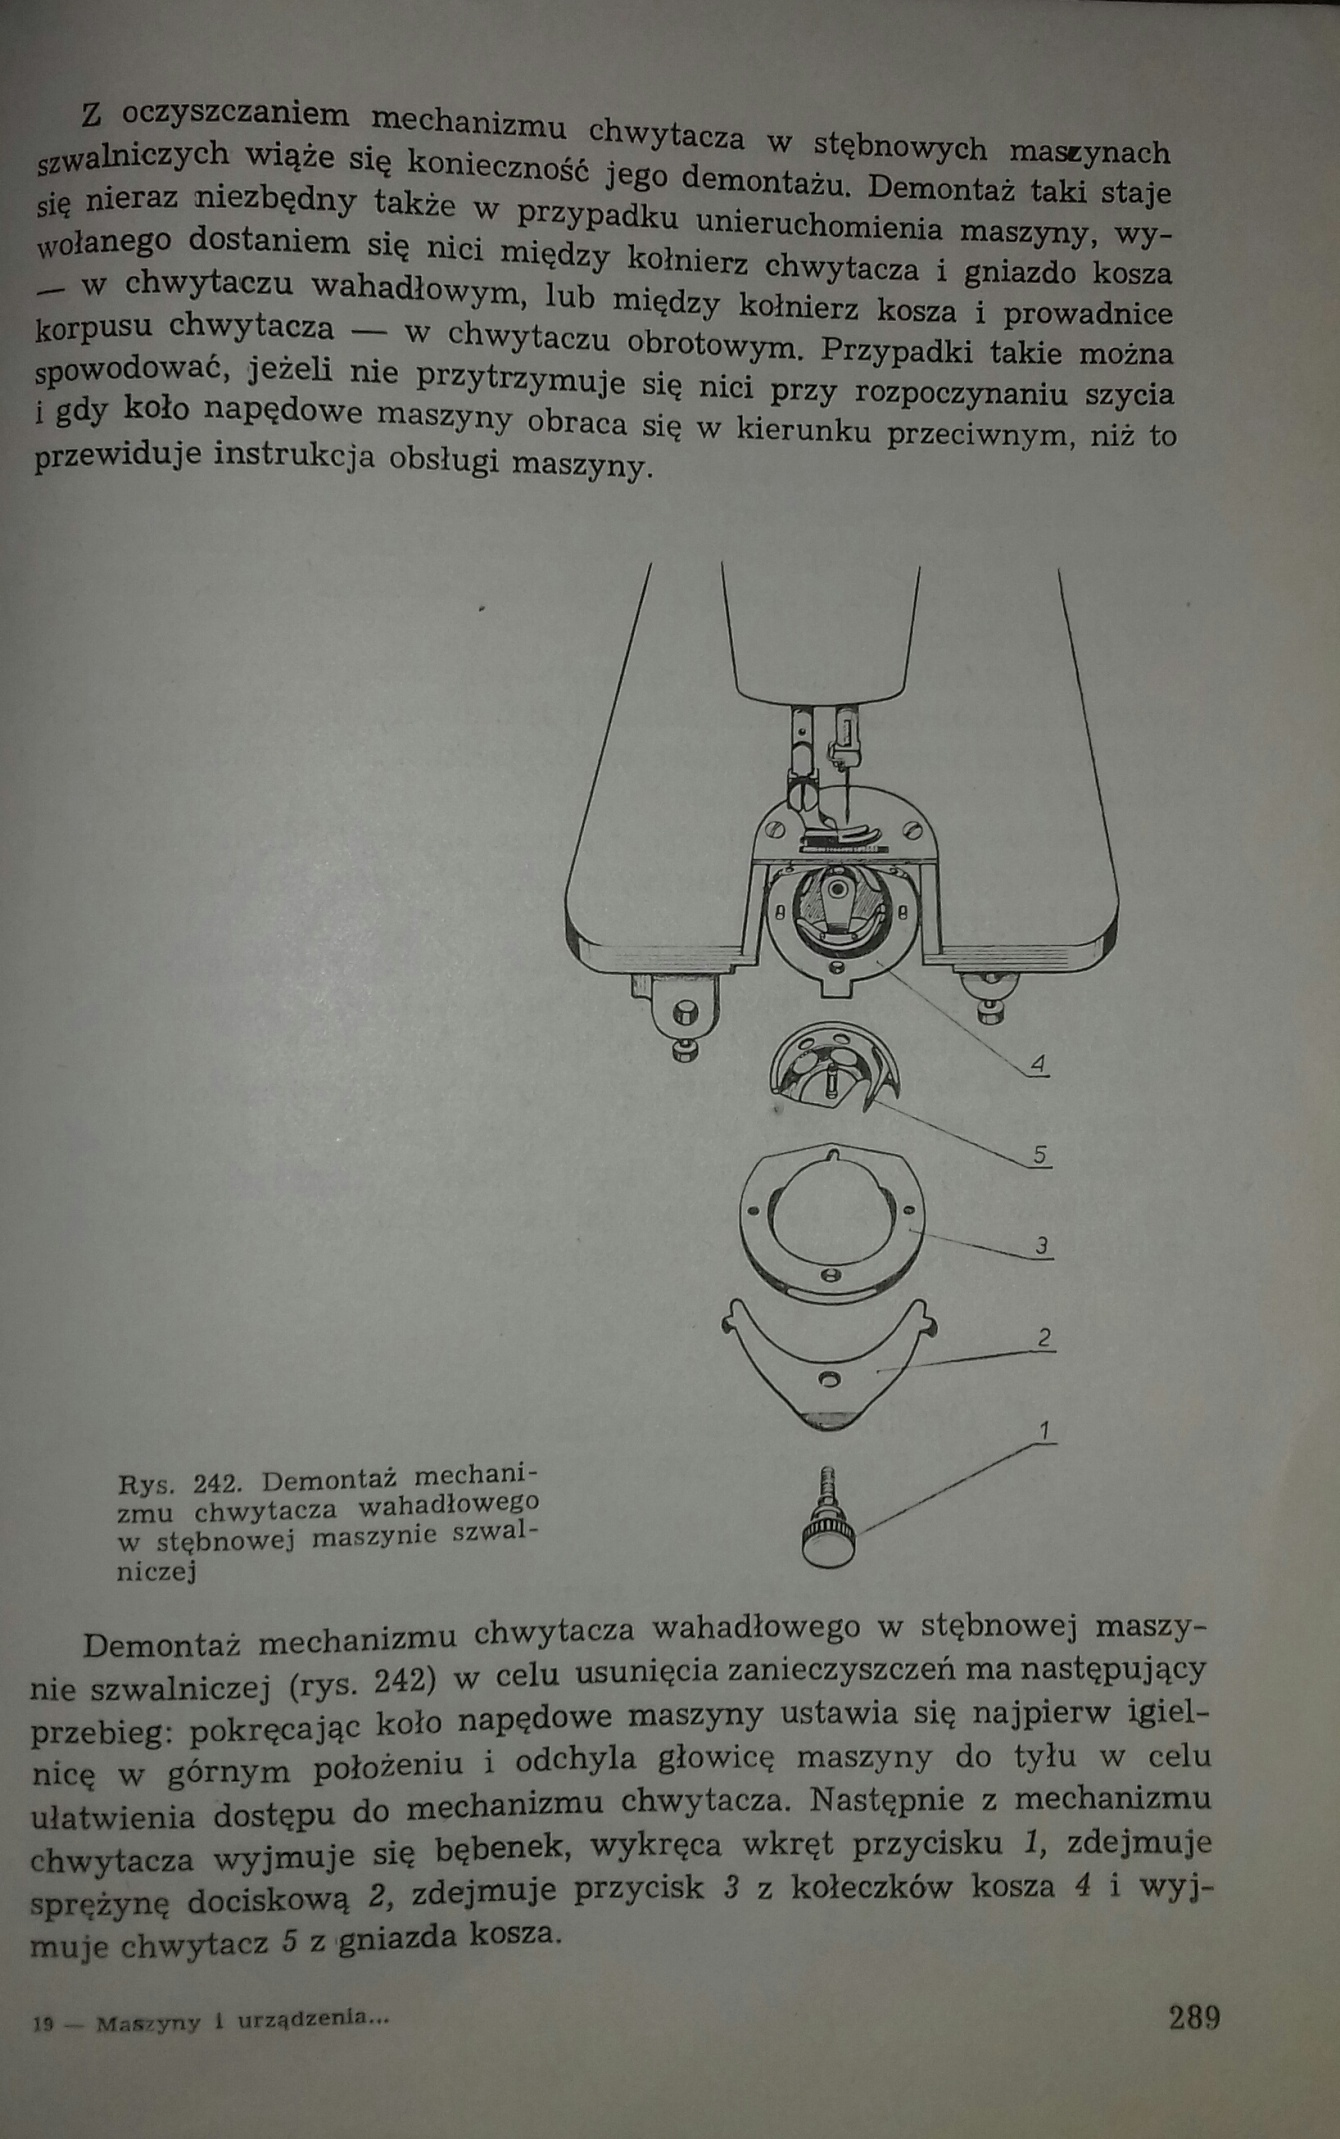 Z oczyszczaniem mechanizmu chwytacza w stębnowych maszynach
szwalniczych wiąże się konieczność jego demontażu. Demontaż taki staje
się nieraz niezbędny także w przypadku unieruchomienia maszyny, wy-
wołanego dostaniem się nici między kołnierz chwytacza i gniazdo kosza
— w chwytaczu wahadłowym, lub między kołnierz kosza i prowadnice
korpusu chwytacza — w chwytaczu obrotowym. Przypadki takie można
spowodować, jeżeli nie przytrzymuje się nici przy rozpoczynaniu szycia
i gdy koło napędowe maszyny obraca się w kierunku przeciwnym, niż to
przewiduje instrukcja obsługi maszyny.
4
5
3
2
1
Rys. 242. Demontaż mechani-
zmu chwytacza wahadłowego
w stębnowej maszynie szwal-
niczej
Demontaż mechanizmu chwytacza wahadłowego w stębnowej maszy-
nie szwalniczej (rys. 242) w celu usunięcia zanieczyszczeń ma następujący
przebieg: pokręcając koło napędowe maszyny ustawia się najpierw igiel-
nicę w górnym położeniu i odchyla głowicę maszyny do tyłu w celu
ułatwienia dostępu do mechanizmu chwytacza. Następnie z mechanizmu
chwytacza wyjmuje się bębenek, wykręca wkręt przycisku 1, zdejmuje
sprężynę dociskową 2, zdejmuje przycisk 3 z kołeczków kosza 4 i wyj-
muje chwytacz 5 z gniazda kosza.
19 — Maszyny i urządzenia...
289